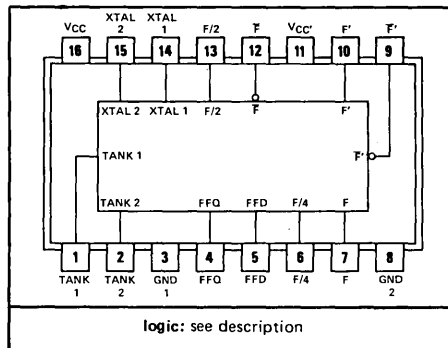 VCC XTAL 2 XTAL 1 F/2 F̅ VCC' F' F̅'
16 15 14 13 12 11 10 9
XTAL 2 XTAL 1 F/2 F̅ F'
TANK 1 F̅'
TANK 2 FFQ FFD F/4 F
1 2 3 4 5 6 7 8
TANK 1 TANK 2 GND 1 FFQ FFD F/4 F GND 2
logic: see description